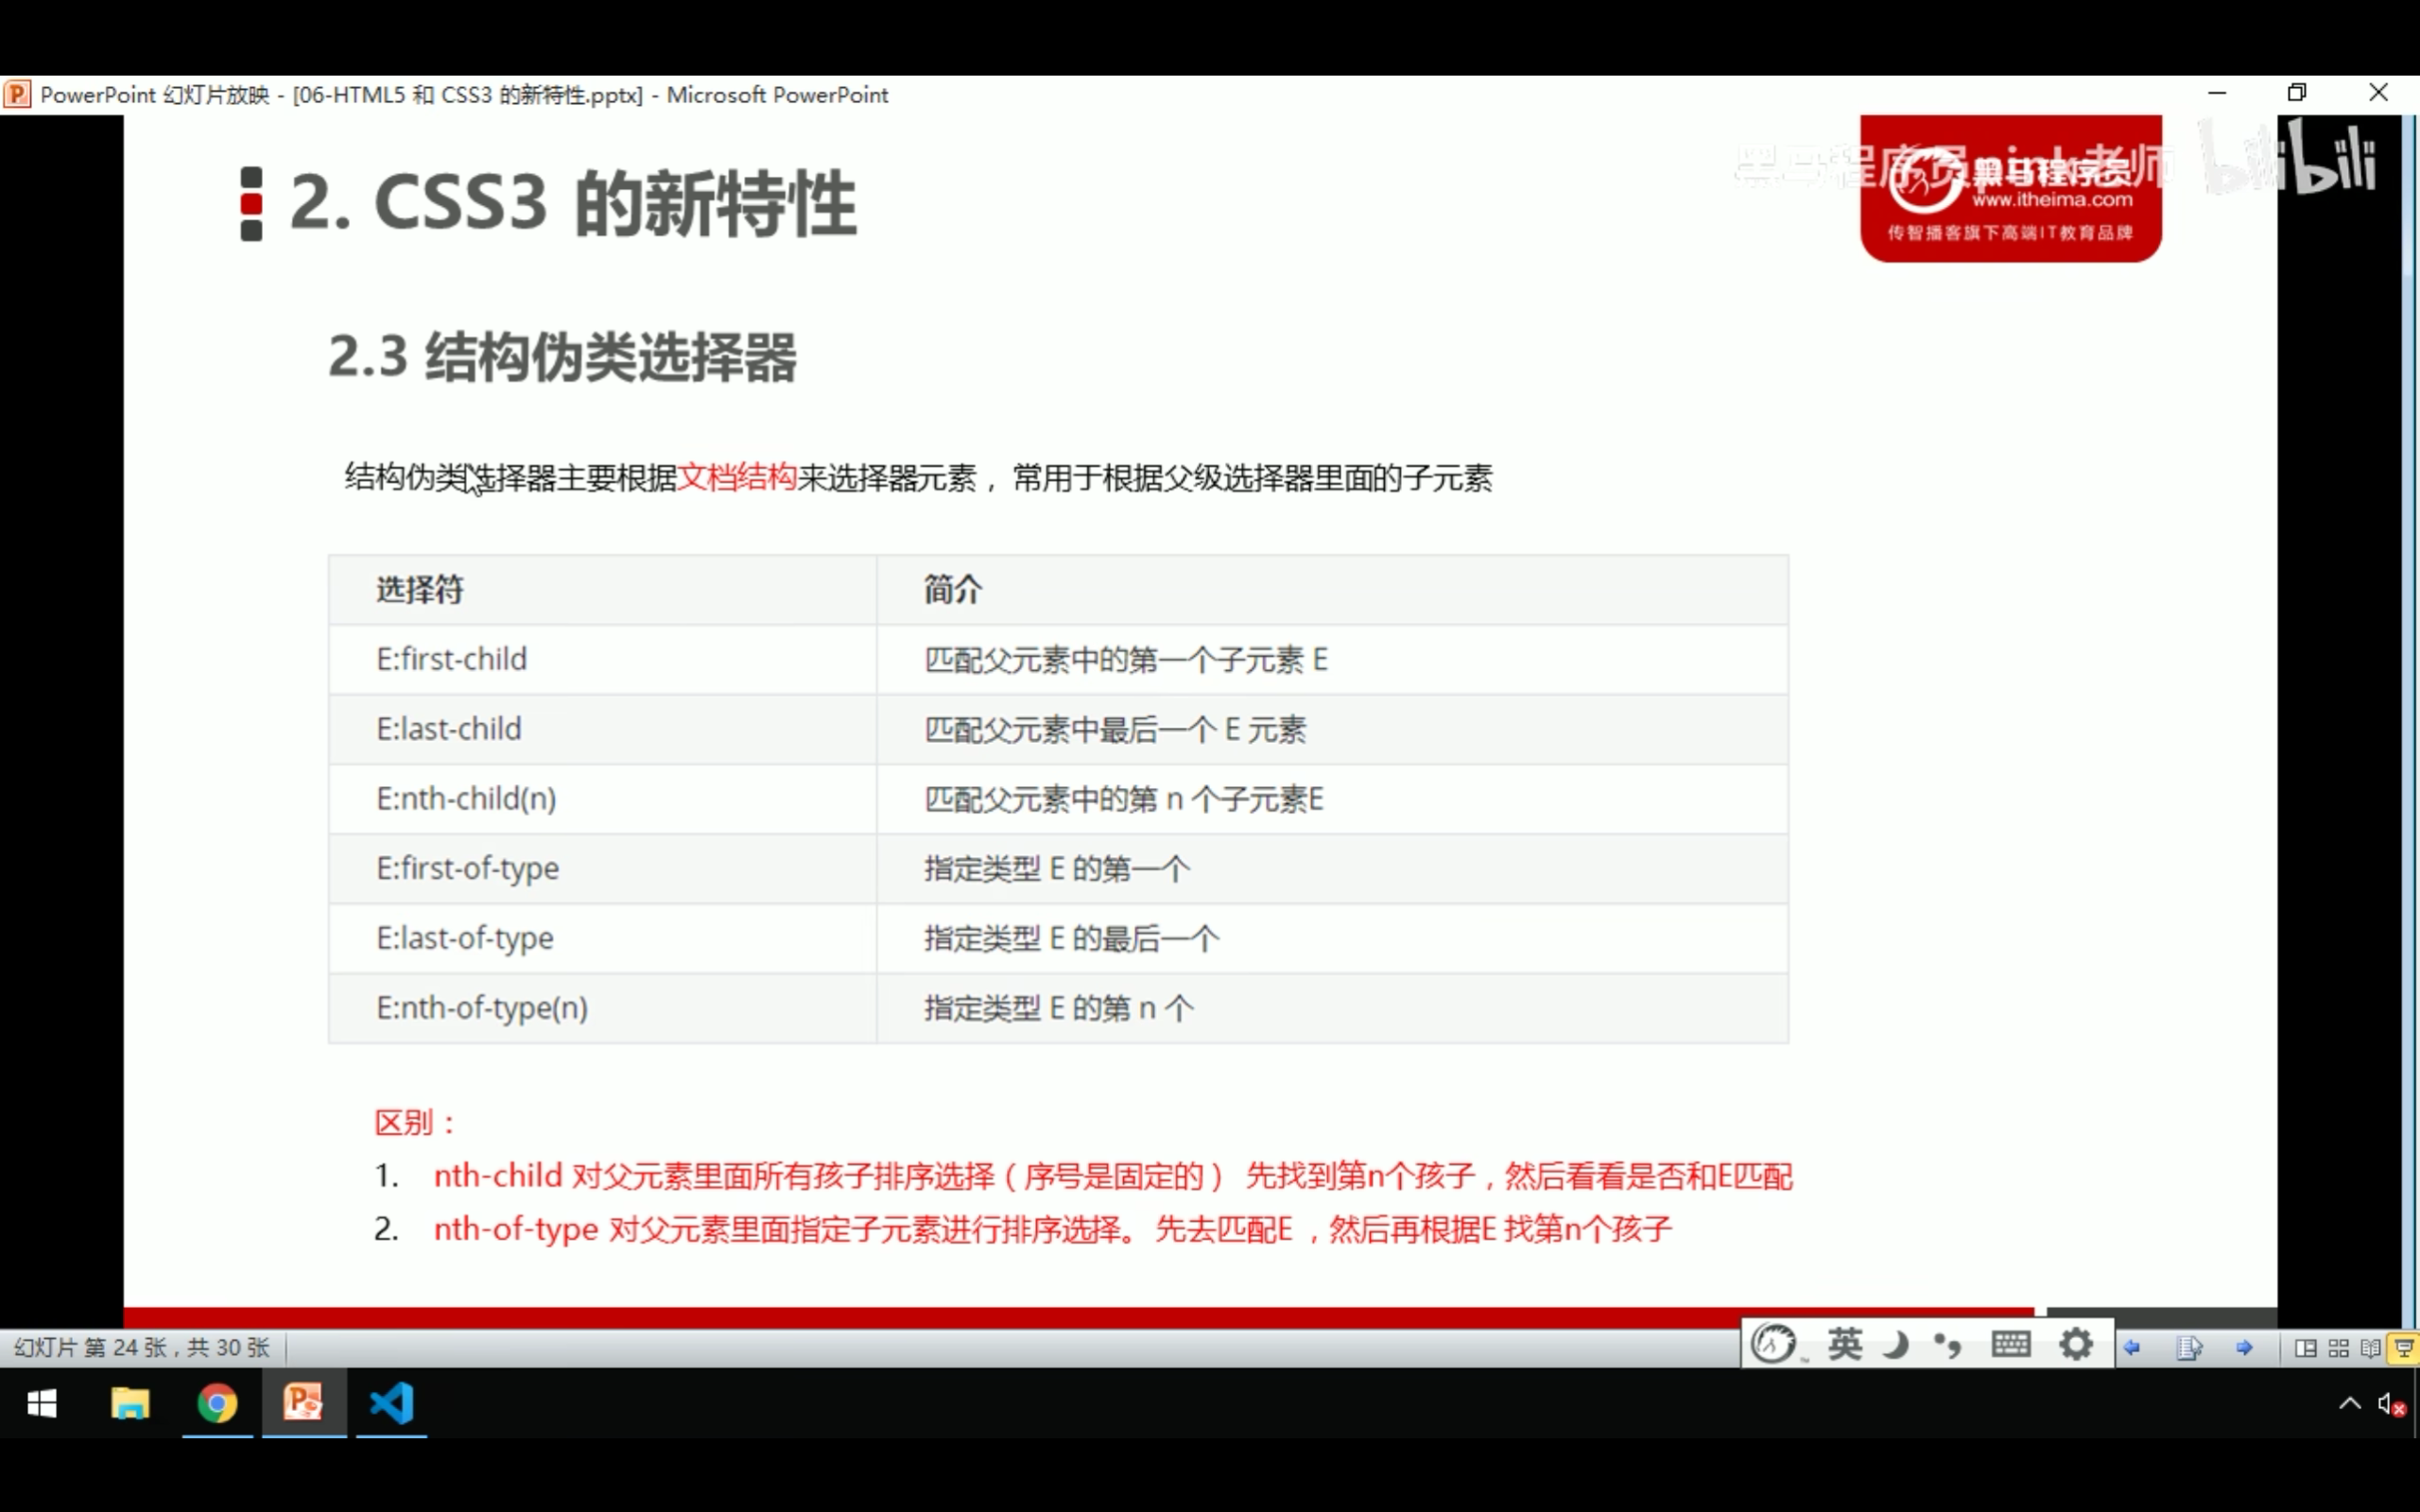 PowerPoint 幻灯片放映 - [06-HTML5 和 CSS3 的新特性.pptx] - Microsoft PowerPoint
2. CSS3 的新特性
黑马程序员pink老师
bilibili
黑马程序员
www.itheima.com
传智播客旗下高端IT教育品牌
2.3 结构伪类选择器
结构伪类选择器主要根据文档结构来选择器元素，常用于根据父级选择器里面的子元素
选择符 简介
E:first-child 匹配父元素中的第一个子元素 E
E:last-child 匹配父元素中最后一个 E 元素
E:nth-child(n) 匹配父元素中的第 n 个子元素E
E:first-of-type 指定类型 E 的第一个
E:last-of-type 指定类型 E 的最后一个
E:nth-of-type(n) 指定类型 E 的第 n 个
区别：
1. nth-child 对父元素里面所有孩子排序选择（序号是固定的） 先找到第n个孩子，然后看看是否和E匹配
2. nth-of-type 对父元素里面指定子元素进行排序选择。 先去匹配E ，然后再根据E 找第n个孩子
幻灯片 第 24 张，共 30 张
英